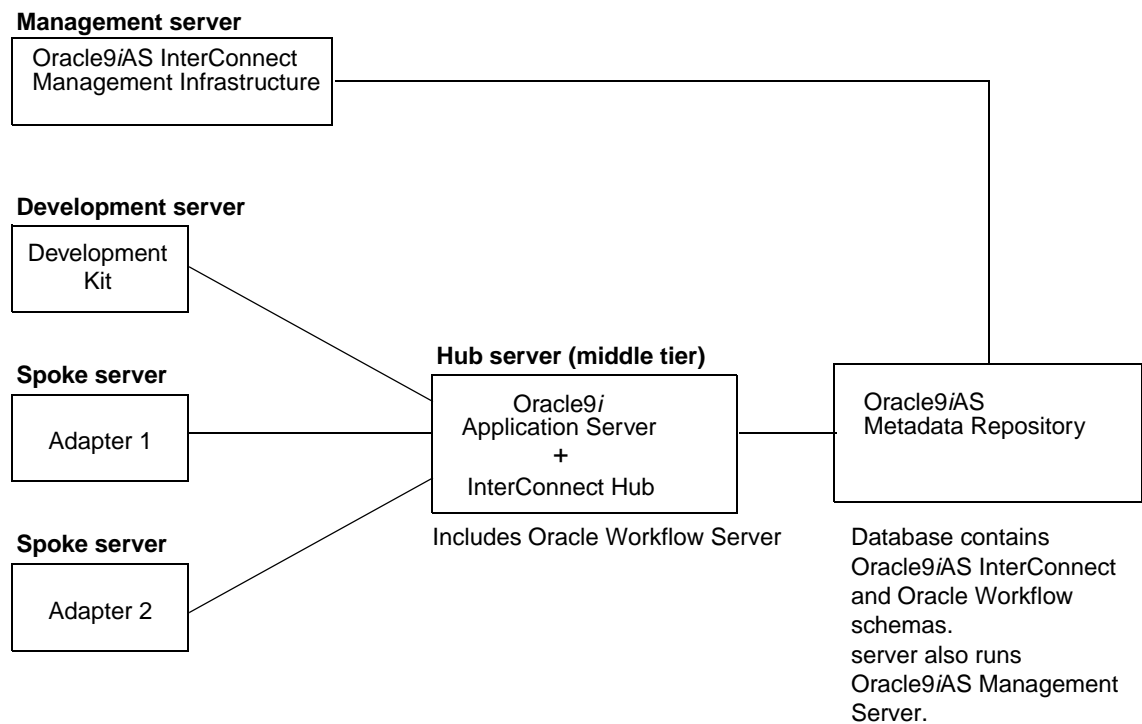 Management server
Oracle9iAS InterConnect
Management Infrastructure
Development server
Development
Kit
Spoke server
Adapter 1
Spoke server
Adapter 2
Hub server (middle tier)
Oracle9i
Application Server
+
InterConnect Hub
Includes Oracle Workflow Server
Oracle9iAS
Metadata Repository
Database contains
Oracle9iAS InterConnect
and Oracle Workflow
schemas.
server also runs
Oracle9iAS Management
Server.